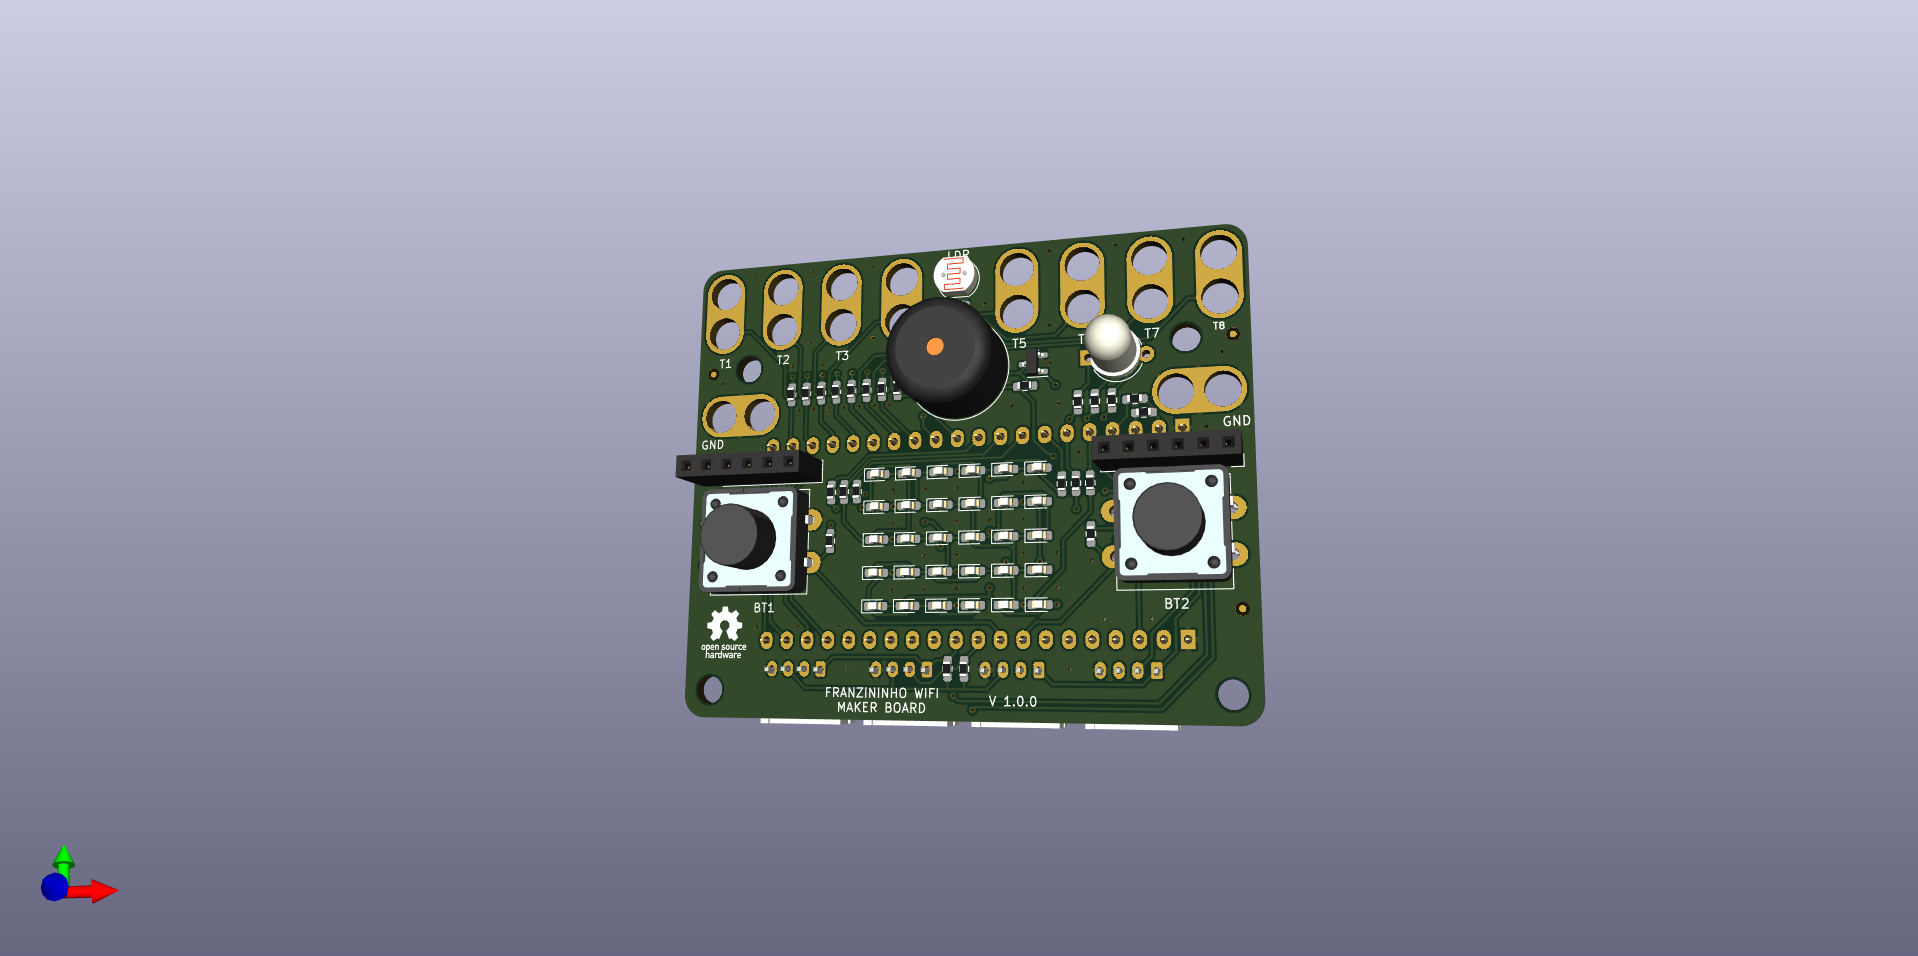 LDR
T1
T2
T3
T5
T
T7
T8
GND
GND
BT1
BT2
open source
hardware
FRANZININHO WIFI
MAKER BOARD
V 1.0.0